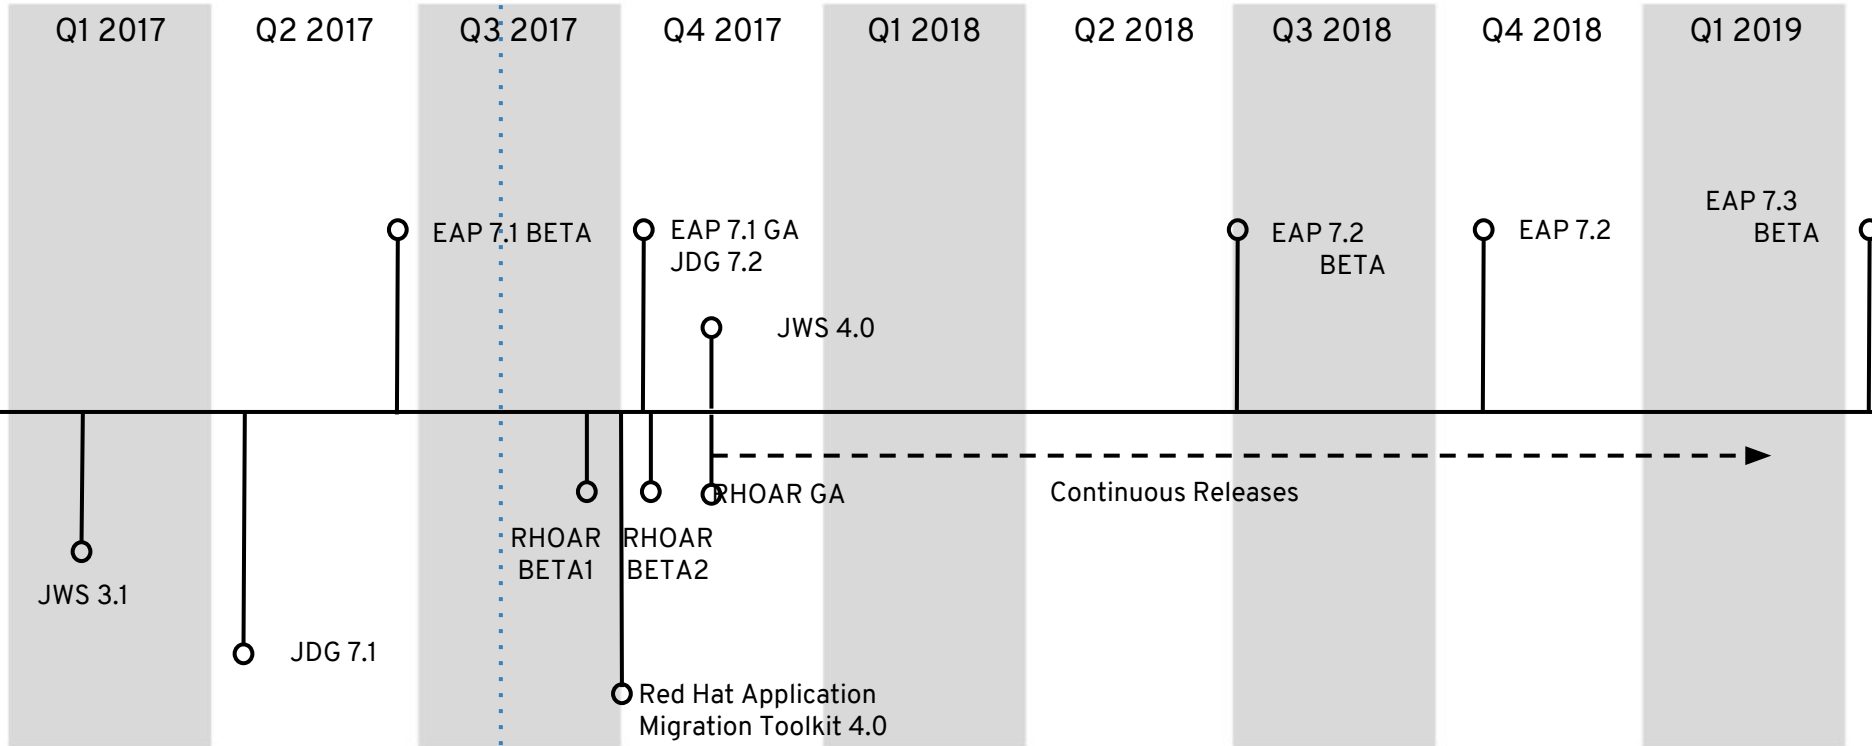 Q1 2017
Q2 2017
Q3 2017
Q4 2017
Q1 2018
Q2 2018
Q3 2018
Q4 2018
Q1 2019
EAP 7.1 BETA
EAP 7.1 GA
JDG 7.2
JWS 4.0
EAP 7.2
BETA
EAP 7.2
EAP 7.3
BETA
RHOAR GA
Continuous Releases
RHOAR
BETA1
RHOAR
BETA2
JWS 3.1
JDG 7.1
Red Hat Application
Migration Toolkit 4.0